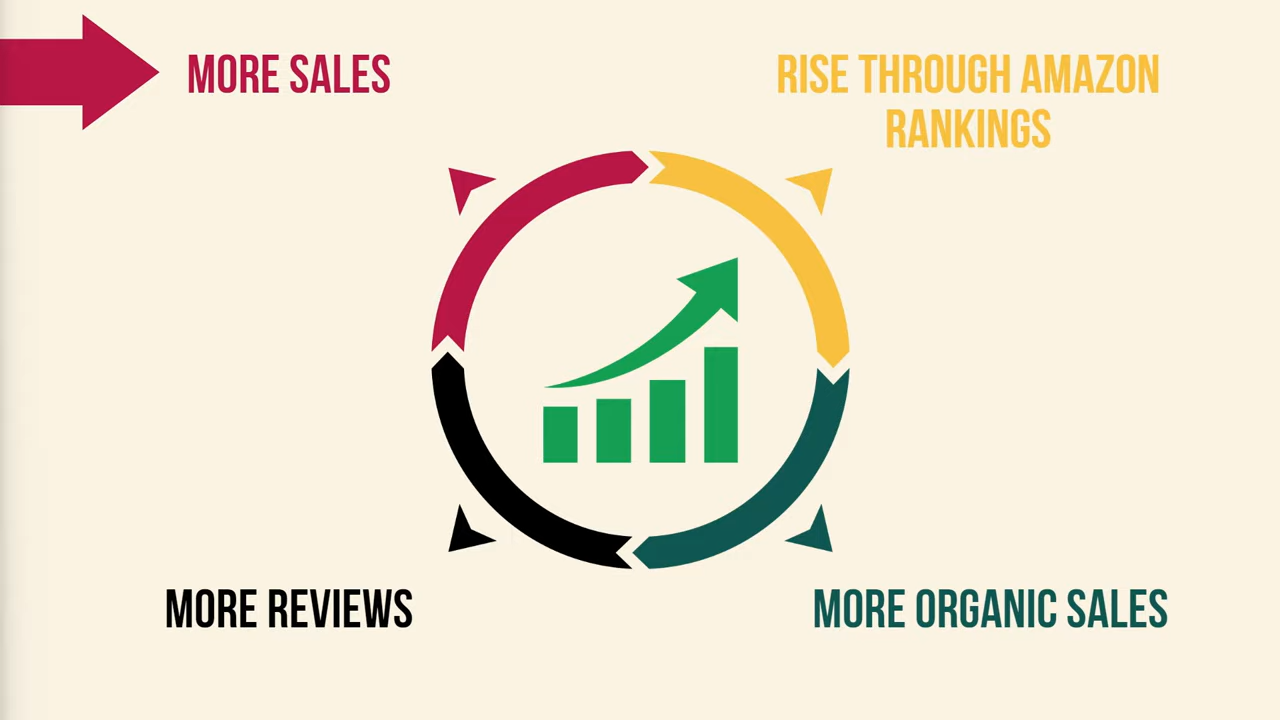 MORE SALES
RISE THROUGH AMAZON
RANKINGS
MORE REVIEWS
MORE ORGANIC SALES